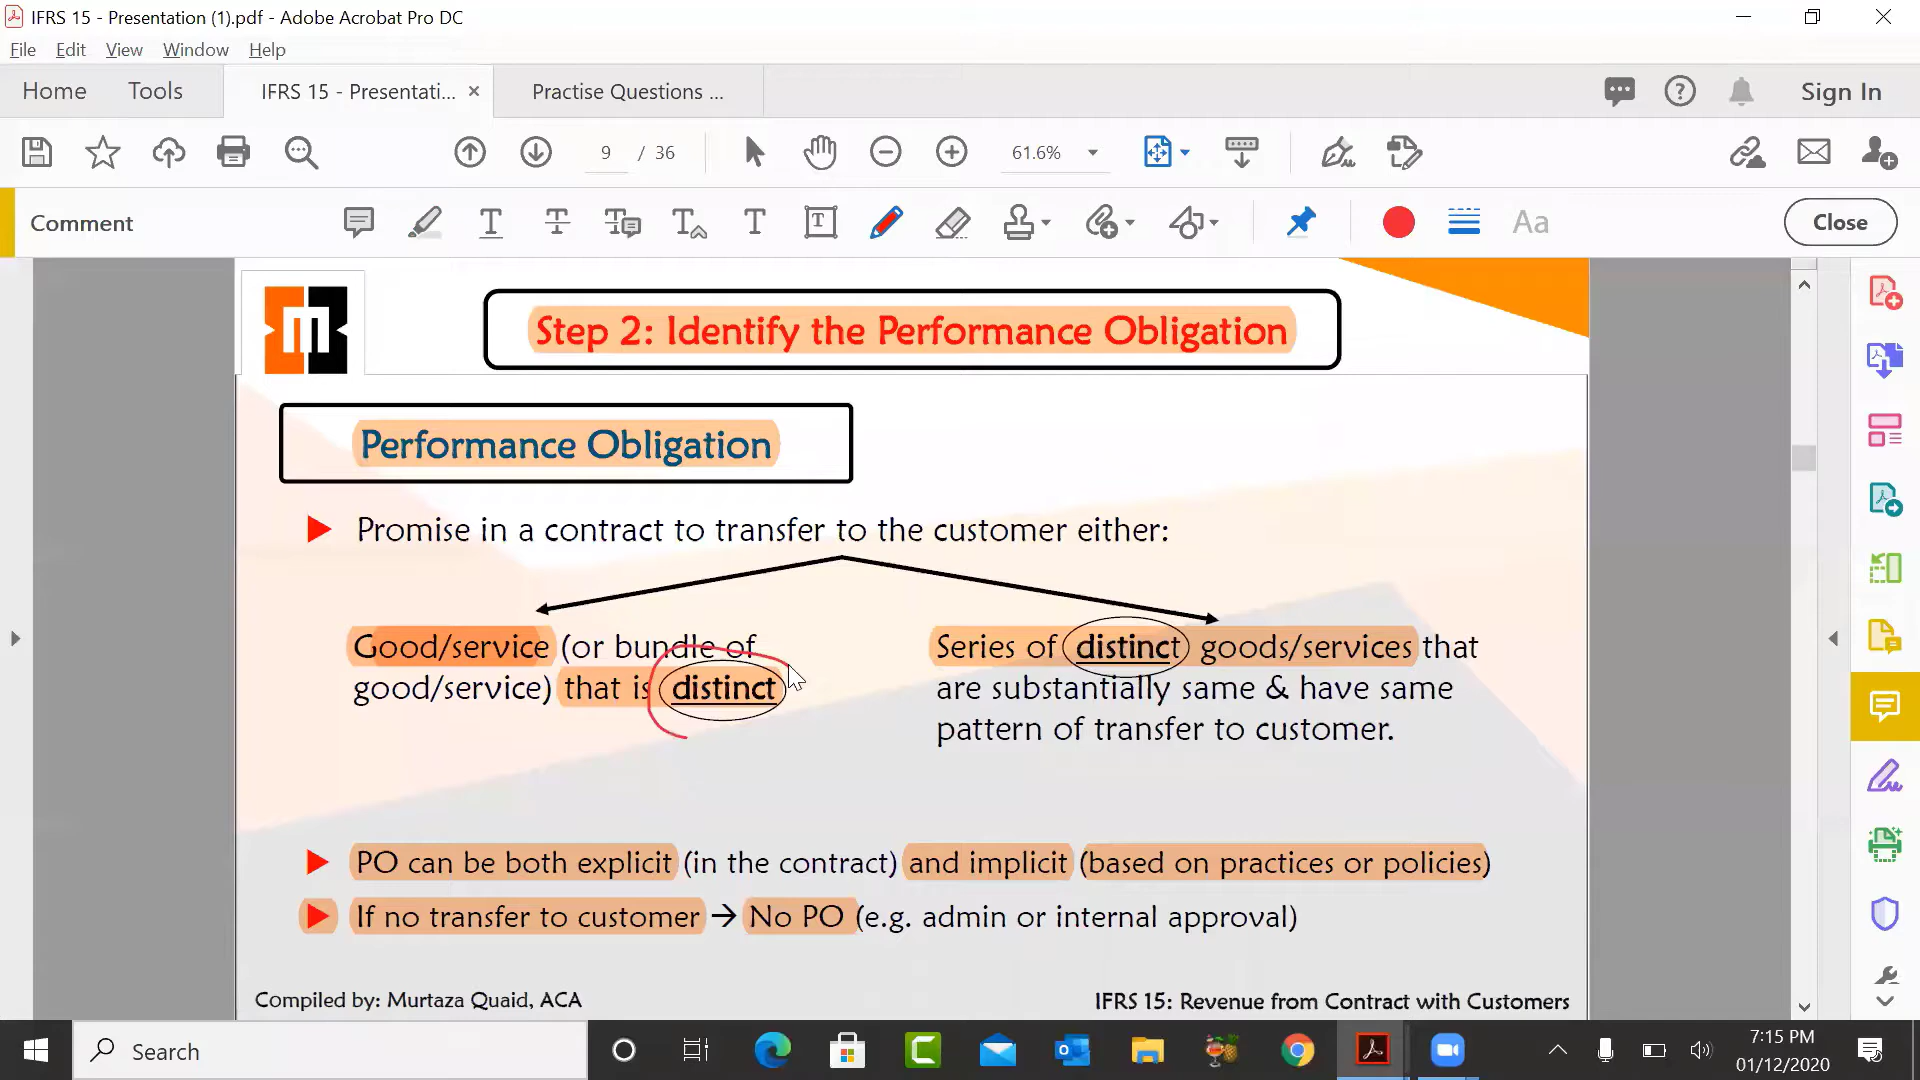 IFRS 15 - Presentation (1).pdf - Adobe Acrobat Pro DC
File Edit View Window Help
Home Tools IFRS 15 - Presentati... × Practise Questions ... Sign In
9 / 36 61.6%
Comment Aa Close
m
Step 2: Identify the Performance Obligation
Performance Obligation
Promise in a contract to transfer to the customer either:
Good/service (or bundle of
good/service) that is distinct
Series of distinct goods/services that
are substantially same & have same
pattern of transfer to customer.
PO can be both explicit (in the contract) and implicit (based on practices or policies)
If no transfer to customer → No PO (e.g. admin or internal approval)
Compiled by: Murtaza Quaid, ACA
IFRS 15: Revenue from Contract with Customers
Search
7:15 PM
01/12/2020